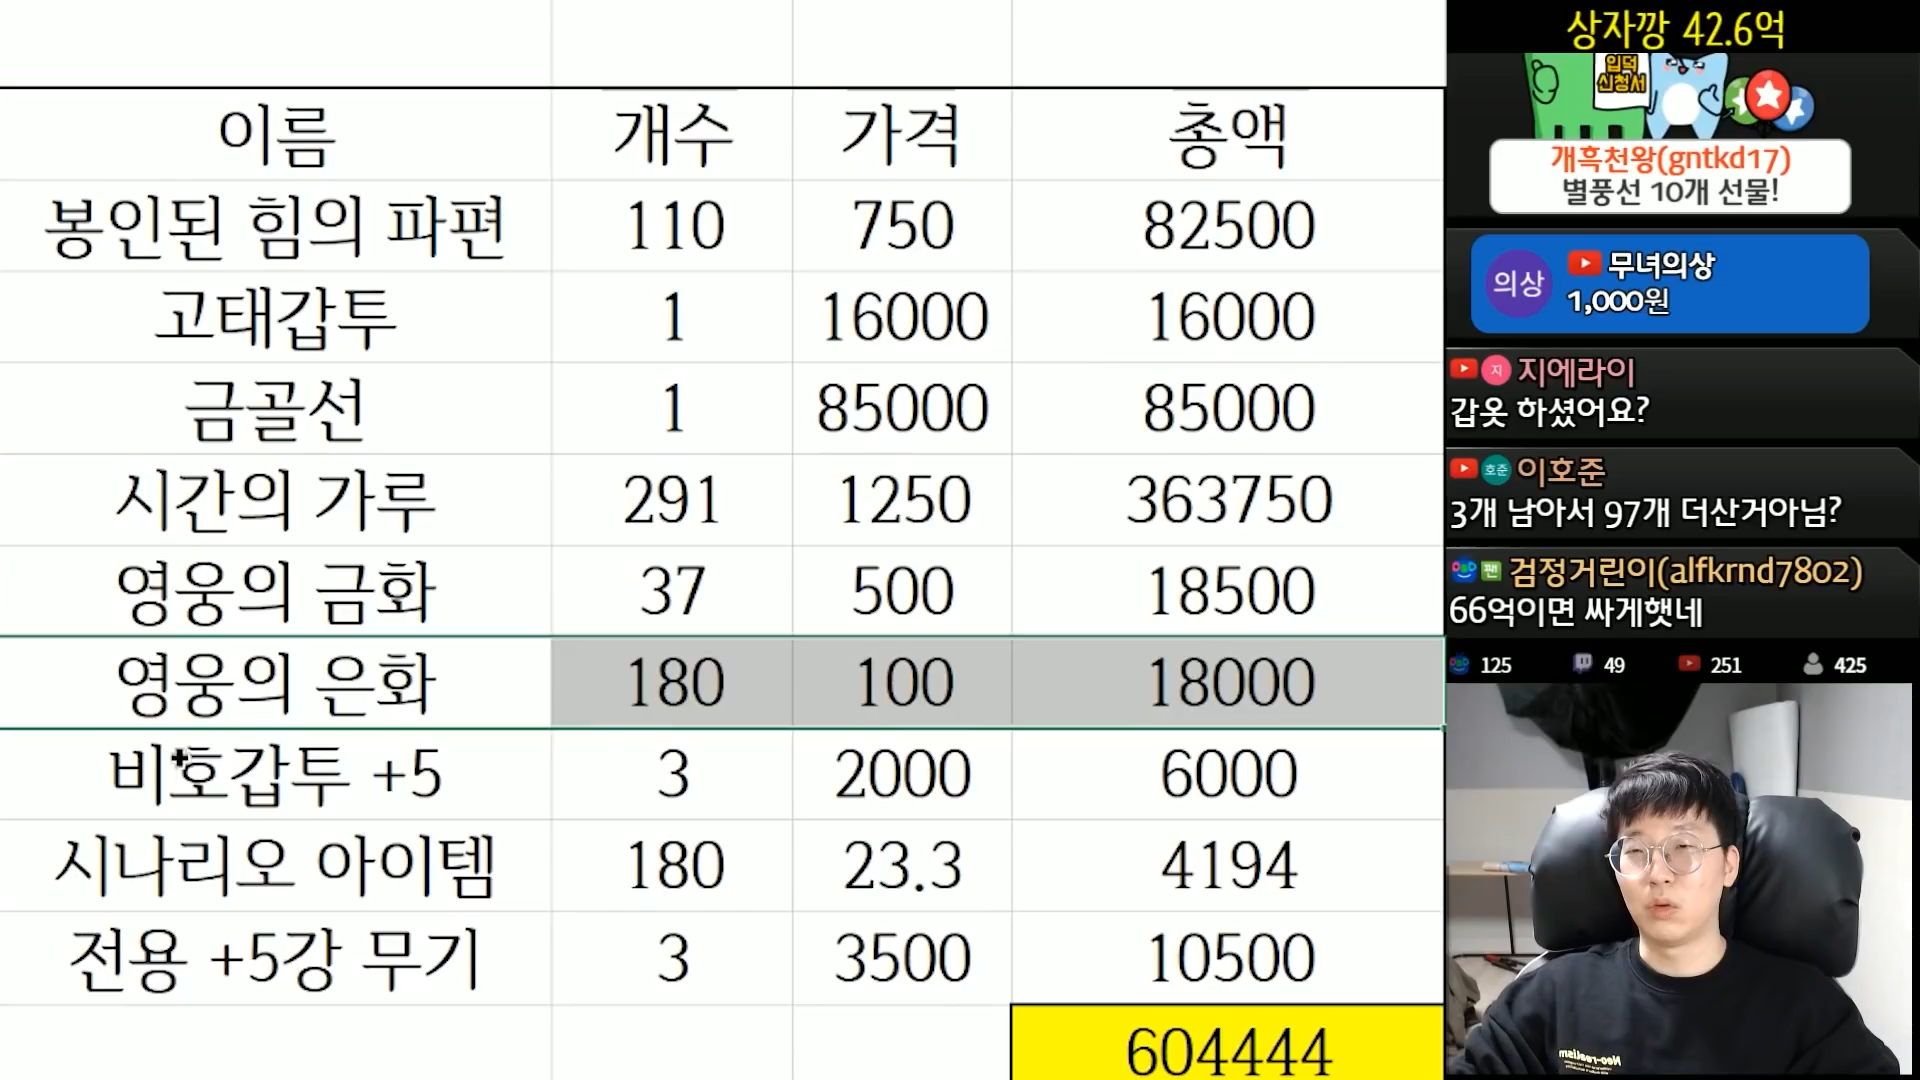 이름 개수 가격 총액
봉인된 힘의 파편 110 750 82500
고태갑투 1 16000 16000
금골선 1 85000 85000
시간의 가루 291 1250 363750
영웅의 금화 37 500 18500
영웅의 은화 180 100 18000
비호갑투 +5 3 2000 6000
시나리오 아이템 180 23.3 4194
전용 +5강 무기 3 3500 10500
604444
상자깡 42.6억
입덕
신청서
개흑천왕(gntkd17)
별풍선 10개 선물!
의상 무녀의상
1,000원
지 지에라이
갑옷 하셨어요?
호준 이호준
3개 남아서 97개 더산거아님?
팬 검정거린이(alfkrnd7802)
66억이면 싸게햇네
125 49 251 425
Neo-realism